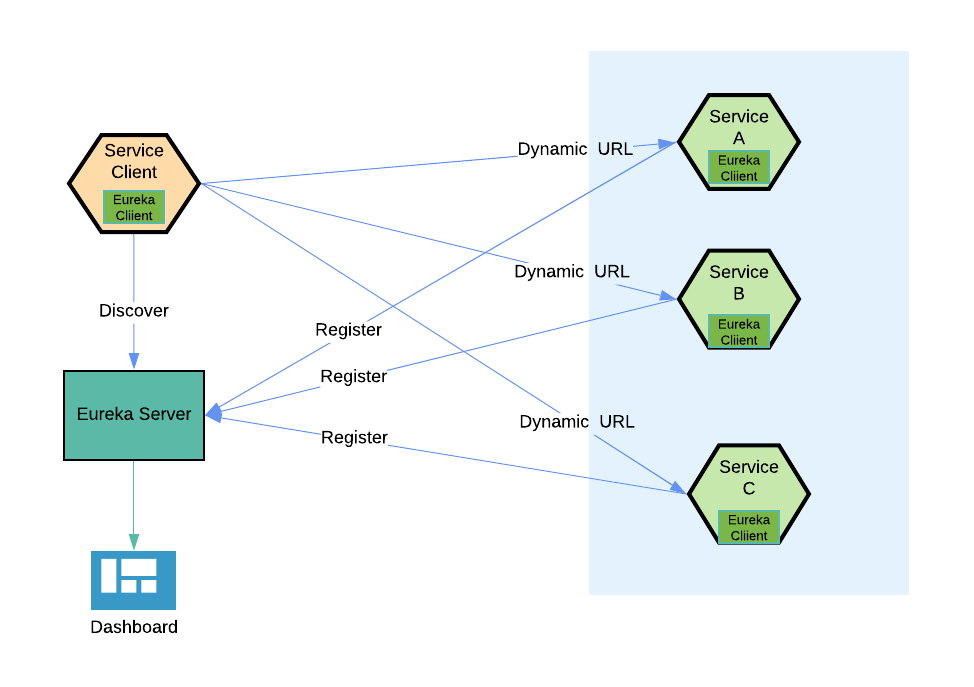 Service
Client
Eureka
Cliient
Discover
Eureka Server
Dashboard
Dynamic URL
Dynamic URL
Dynamic URL
Register
Register
Register
Service
A
Eureka
Cliient
Service
B
Eureka
Cliient
Service
C
Eureka
Cliient